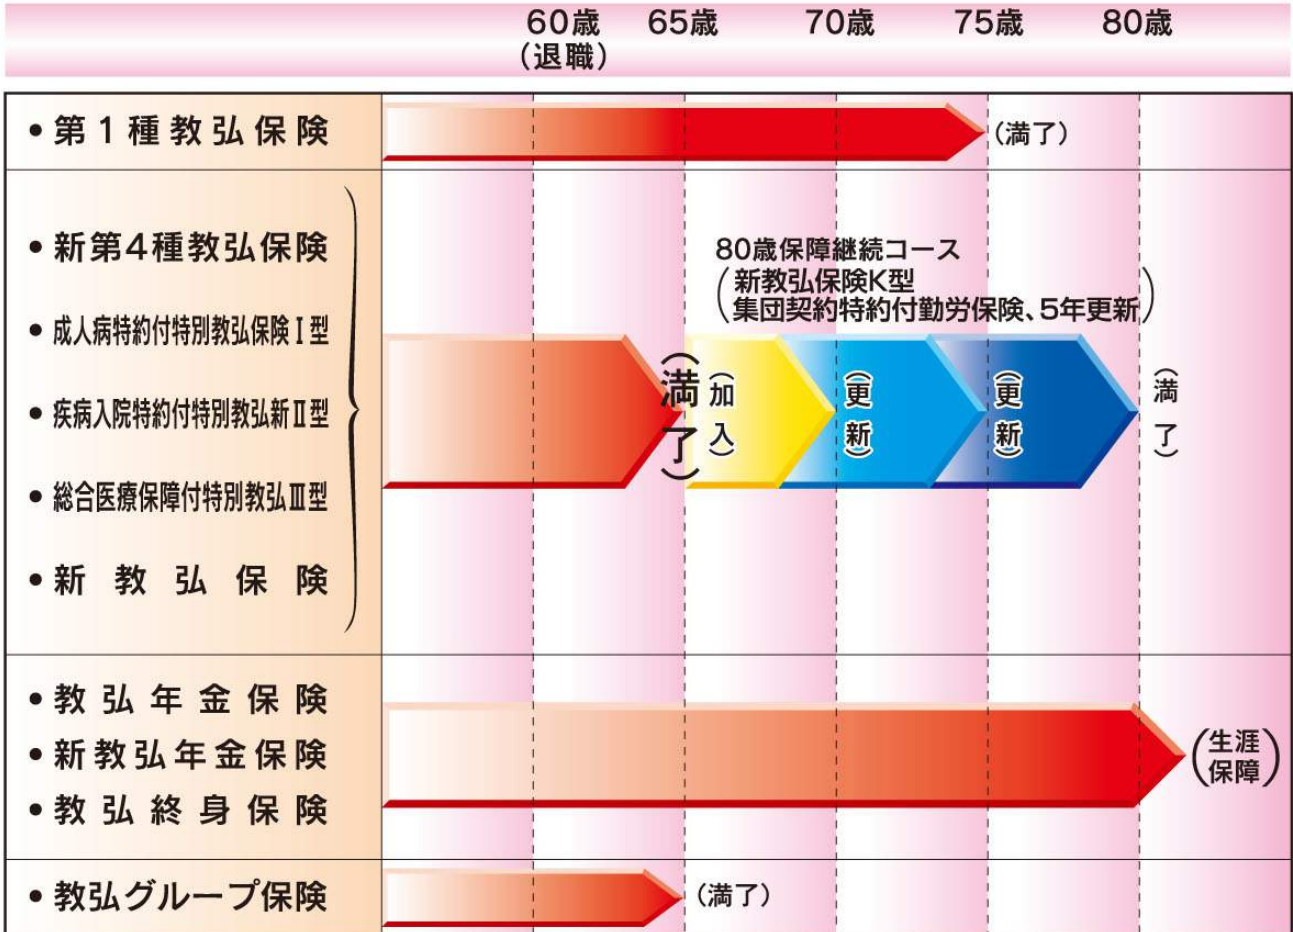 60歳 65歳 70歳 75歳 80歳
(退職)
• 第1種教弘保険
(満了)
• 新第4種教弘保険
• 成人病特約付特別教弘保険Ⅰ型
• 疾病入院特約付特別教弘新Ⅱ型
• 総合医療保障付特別教弘Ⅲ型
• 新教弘保険
80歳保障継続コース
(新教弘保険K型
集団契約特約付勤労保険、5年更新)
(満了)
(加入)
(更新)
(更新)
(満了)
• 教弘年金保険
• 新教弘年金保険
• 教弘終身保険
(生涯
保障)
• 教弘グループ保険
(満了)